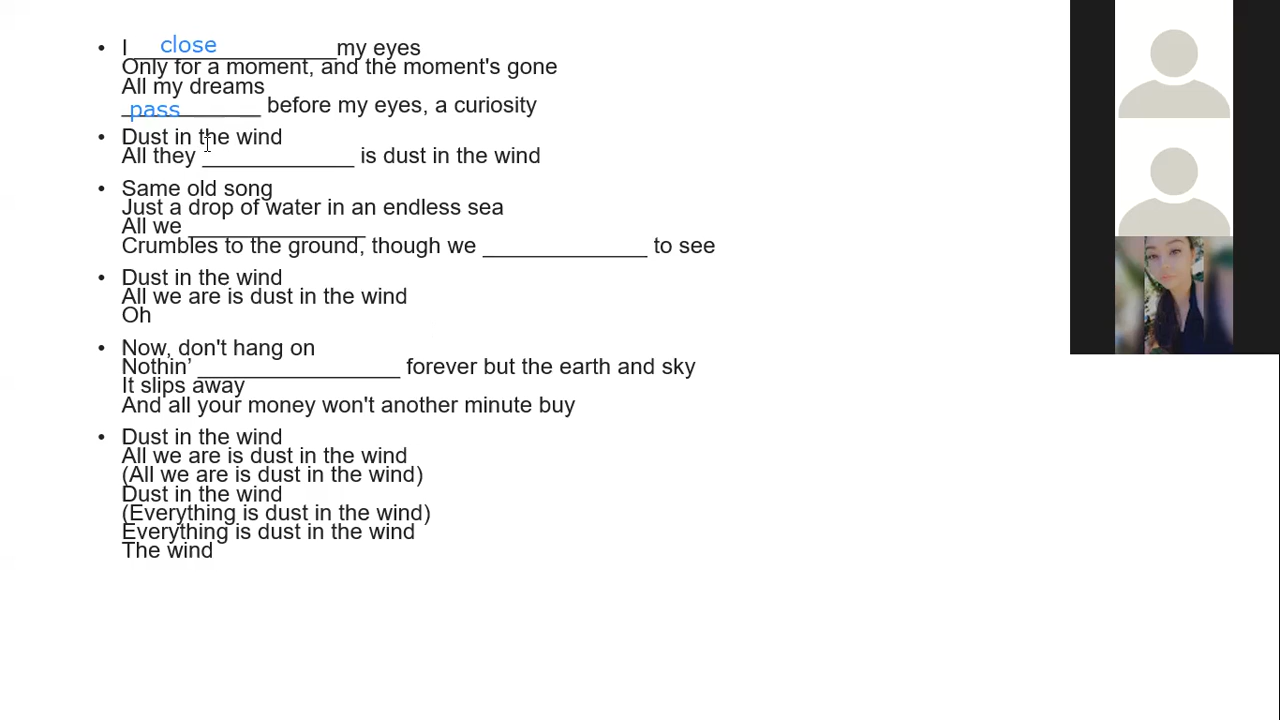 • I close________________ my eyes
Only for a moment, and the moment's gone
All my dreams
pass___________ before my eyes, a curiosity
• Dust in the wind
All they ____________ is dust in the wind
• Same old song
Just a drop of water in an endless sea
All we ______________
Crumbles to the ground, though we _____________ to see
• Dust in the wind
All we are is dust in the wind
Oh
• Now, don't hang on
Nothin’ ________________ forever but the earth and sky
It slips away
And all your money won't another minute buy
• Dust in the wind
All we are is dust in the wind
(All we are is dust in the wind)
Dust in the wind
(Everything is dust in the wind)
Everything is dust in the wind
The wind